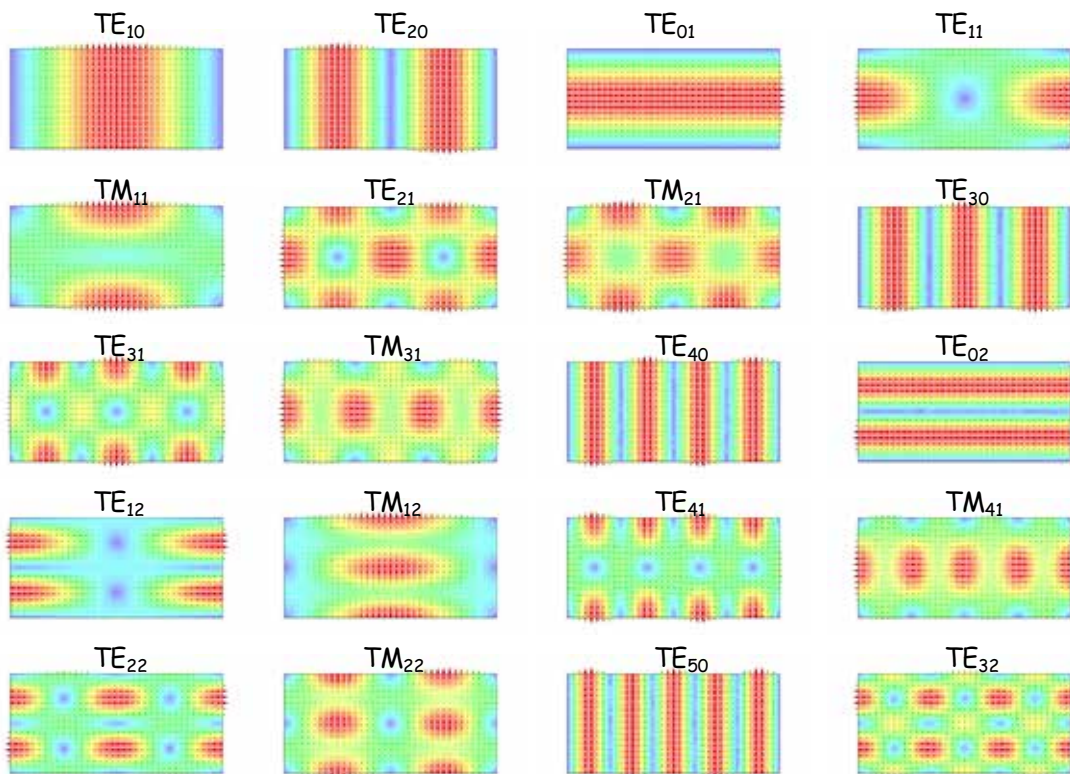 TE₁₀ TE₂₀ TE₀₁ TE₁₁
TM₁₁ TE₂₁ TM₂₁ TE₃₀
TE₃₁ TM₃₁ TE₄₀ TE₀₂
TE₁₂ TM₁₂ TE₄₁ TM₄₁
TE₂₂ TM₂₂ TE₅₀ TE₃₂